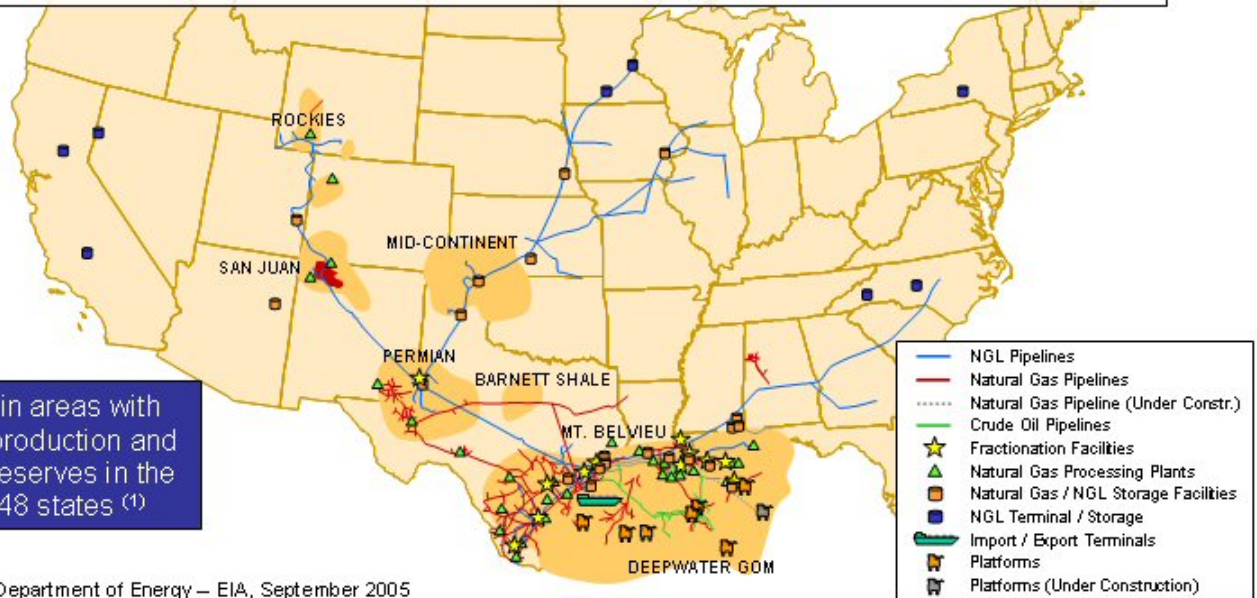 ROCKIES
MID-CONTINENT
SAN JUAN
PERMIAN
BARNETT SHALE
MT. BELVIEU
DEEPWATER GOM
in areas with
production and
eserves in the
48 states (1)
NGL Pipelines
Natural Gas Pipelines
Natural Gas Pipeline (Under Constr.)
Crude Oil Pipelines
Fractionation Facilities
Natural Gas Processing Plants
Natural Gas / NGL Storage Facilities
NGL Terminal / Storage
Import / Export Terminals
Platforms
Platforms (Under Construction)
Department of Energy – EIA, September 2005